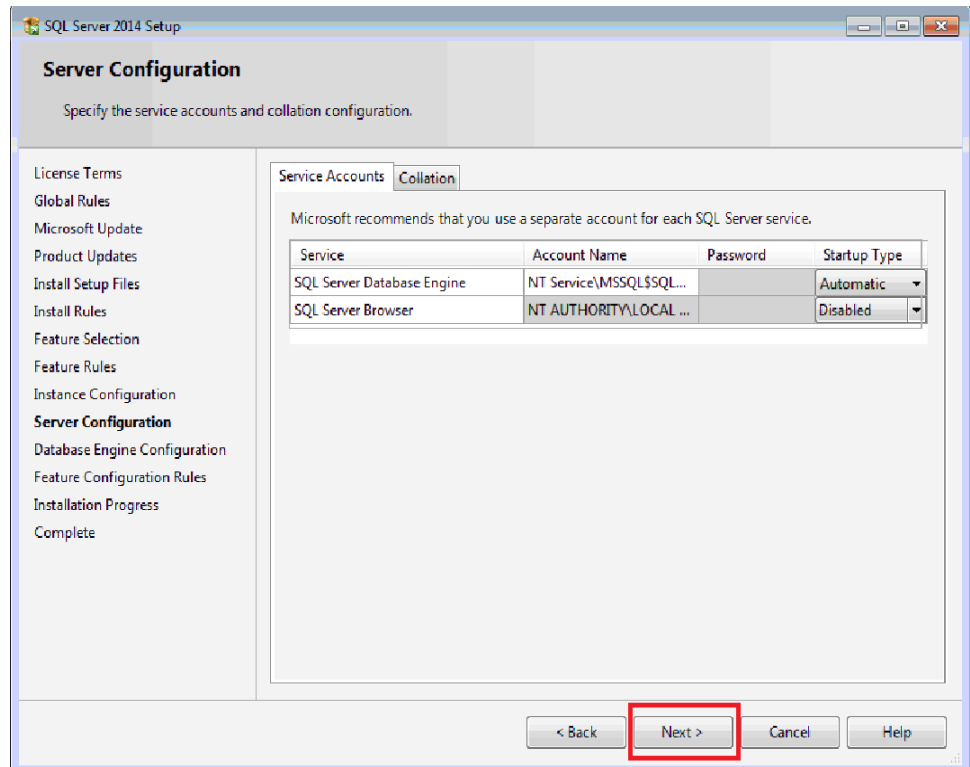 SQL Server 2014 Setup
Server Configuration
Specify the service accounts and collation configuration.
License Terms
Global Rules
Microsoft Update
Product Updates
Install Setup Files
Install Rules
Feature Selection
Feature Rules
Instance Configuration
Server Configuration
Database Engine Configuration
Feature Configuration Rules
Installation Progress
Complete
Service Accounts Collation
Microsoft recommends that you use a separate account for each SQL Server service.
Service Account Name Password Startup Type
SQL Server Database Engine NT Service\MSSQL$SQL... Automatic
SQL Server Browser NT AUTHORITY\LOCAL ... Disabled
< Back Next > Cancel Help